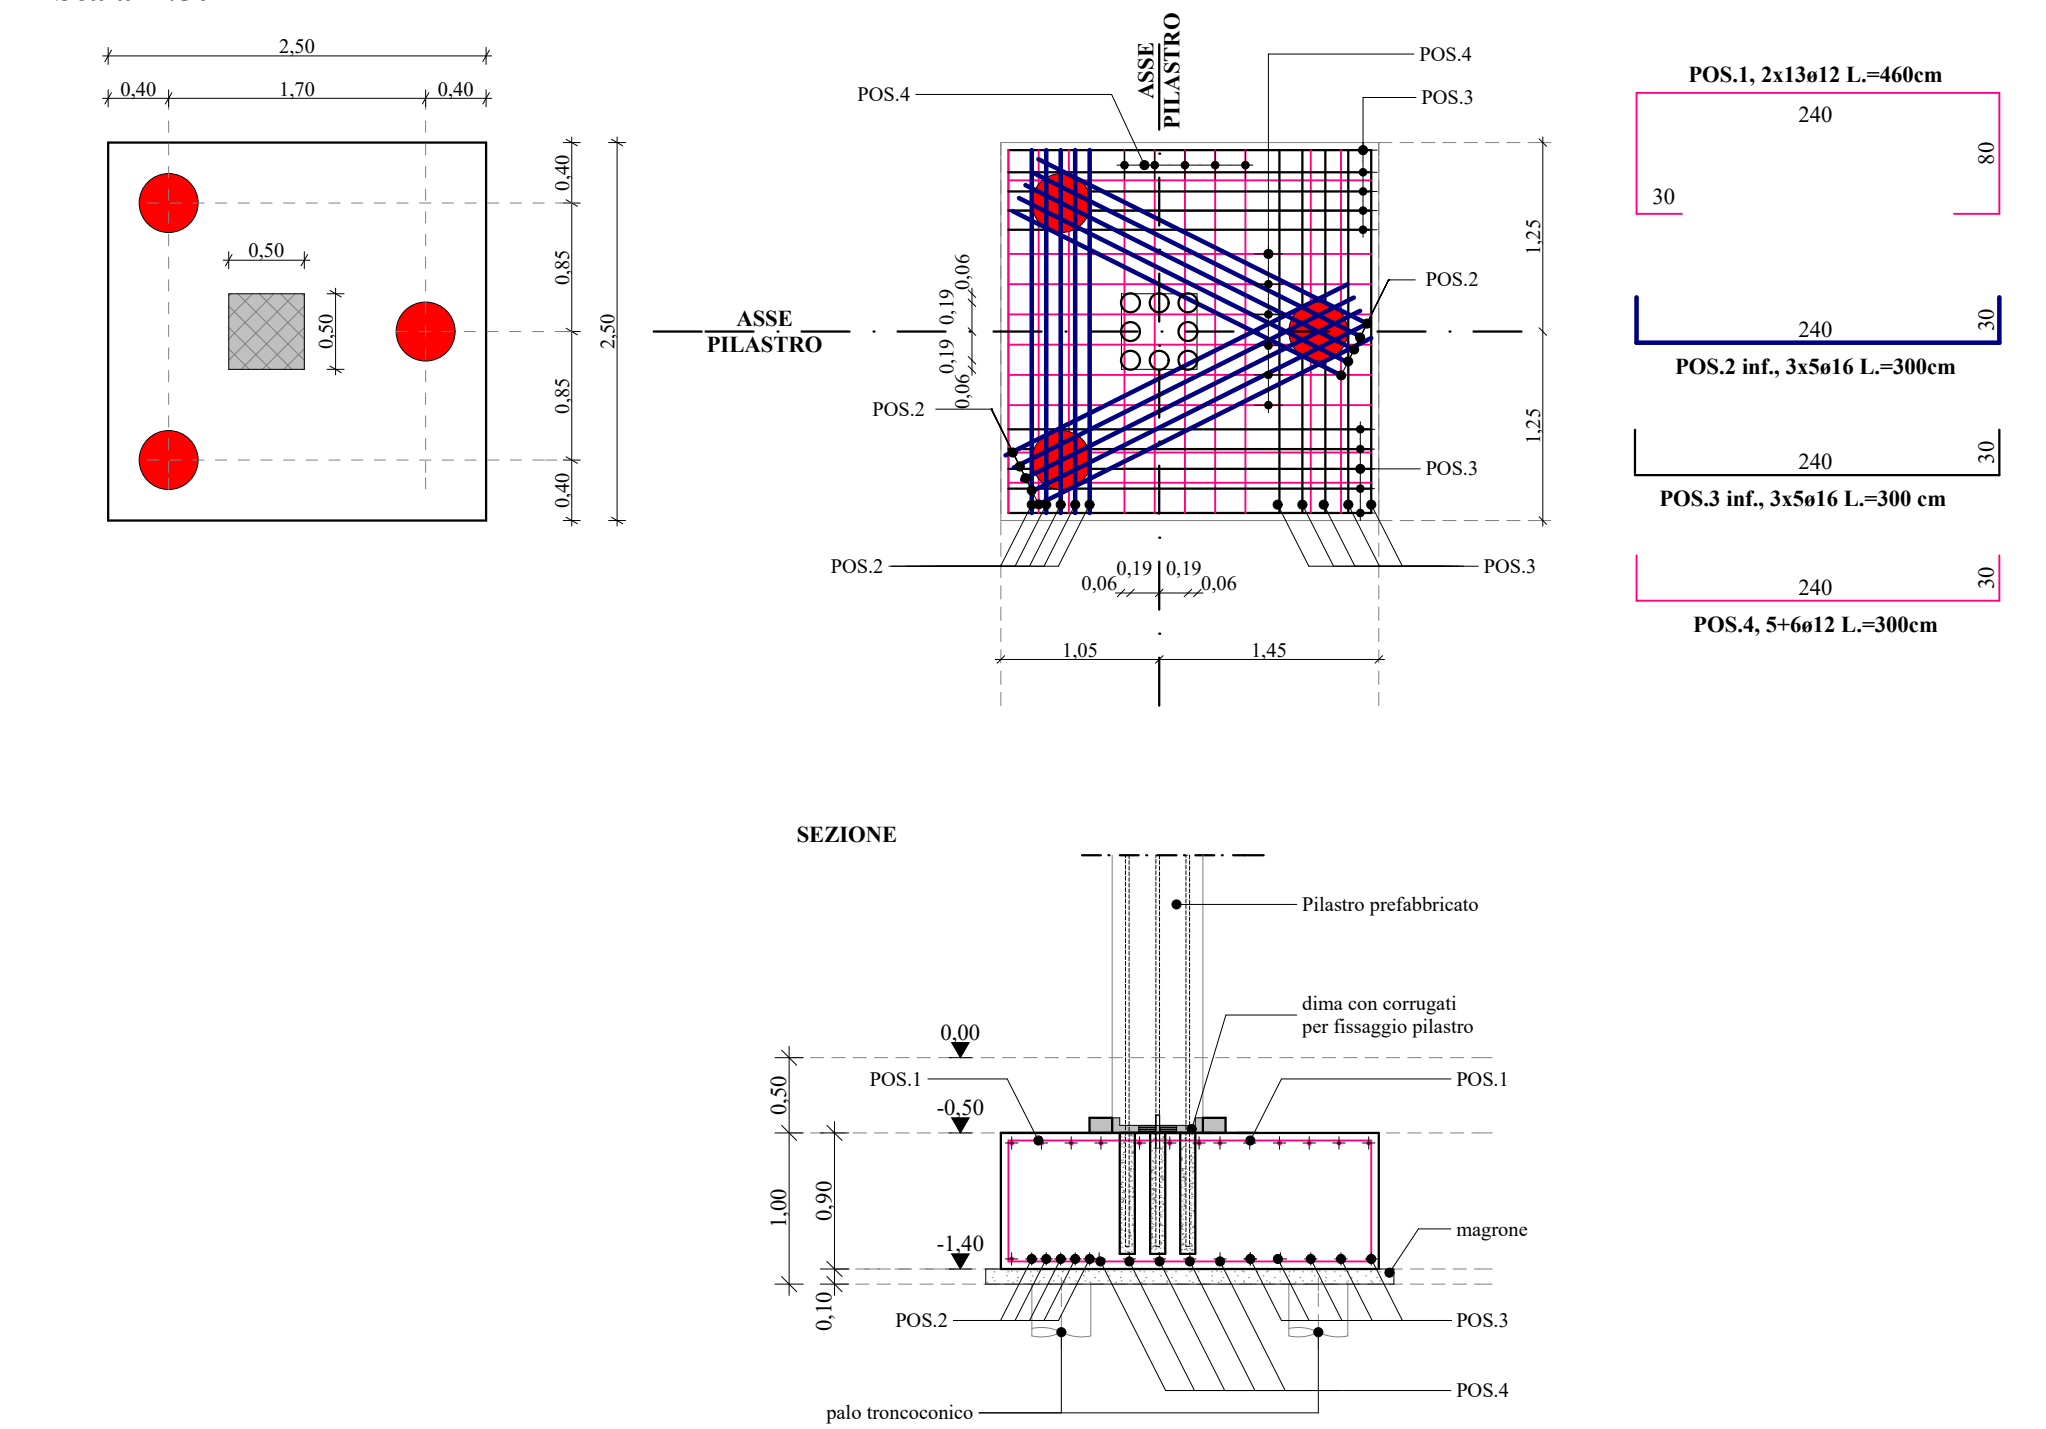 2,50
0,40
1,70
0,40
0,40
0,85
0,50
0,50
2,50
0,85
0,40
ASSE
PILASTRO
POS.4
POS.4
POS.3
1,25
0,06
0,19
POS.2
ASSE
PILASTRO
0,19
0,06
POS.2
1,25
POS.3
POS.2
POS.3
0,19
0,19
0,06
0,06
1,05
1,45
POS.1, 2x13ø12 L.=460cm
240
80
30
240
30
POS.2 inf., 3x5ø16 L.=300cm
240
30
POS.3 inf., 3x5ø16 L.=300 cm
240
30
POS.4, 5+6ø12 L.=300cm
SEZIONE
Pilastro prefabbricato
dima con corrugati
per fissaggio pilastro
0,00
POS.1
POS.1
0,50
-0,50
1,00
0,90
-1,40
magrone
0,10
POS.2
POS.3
POS.4
palo troncoconico